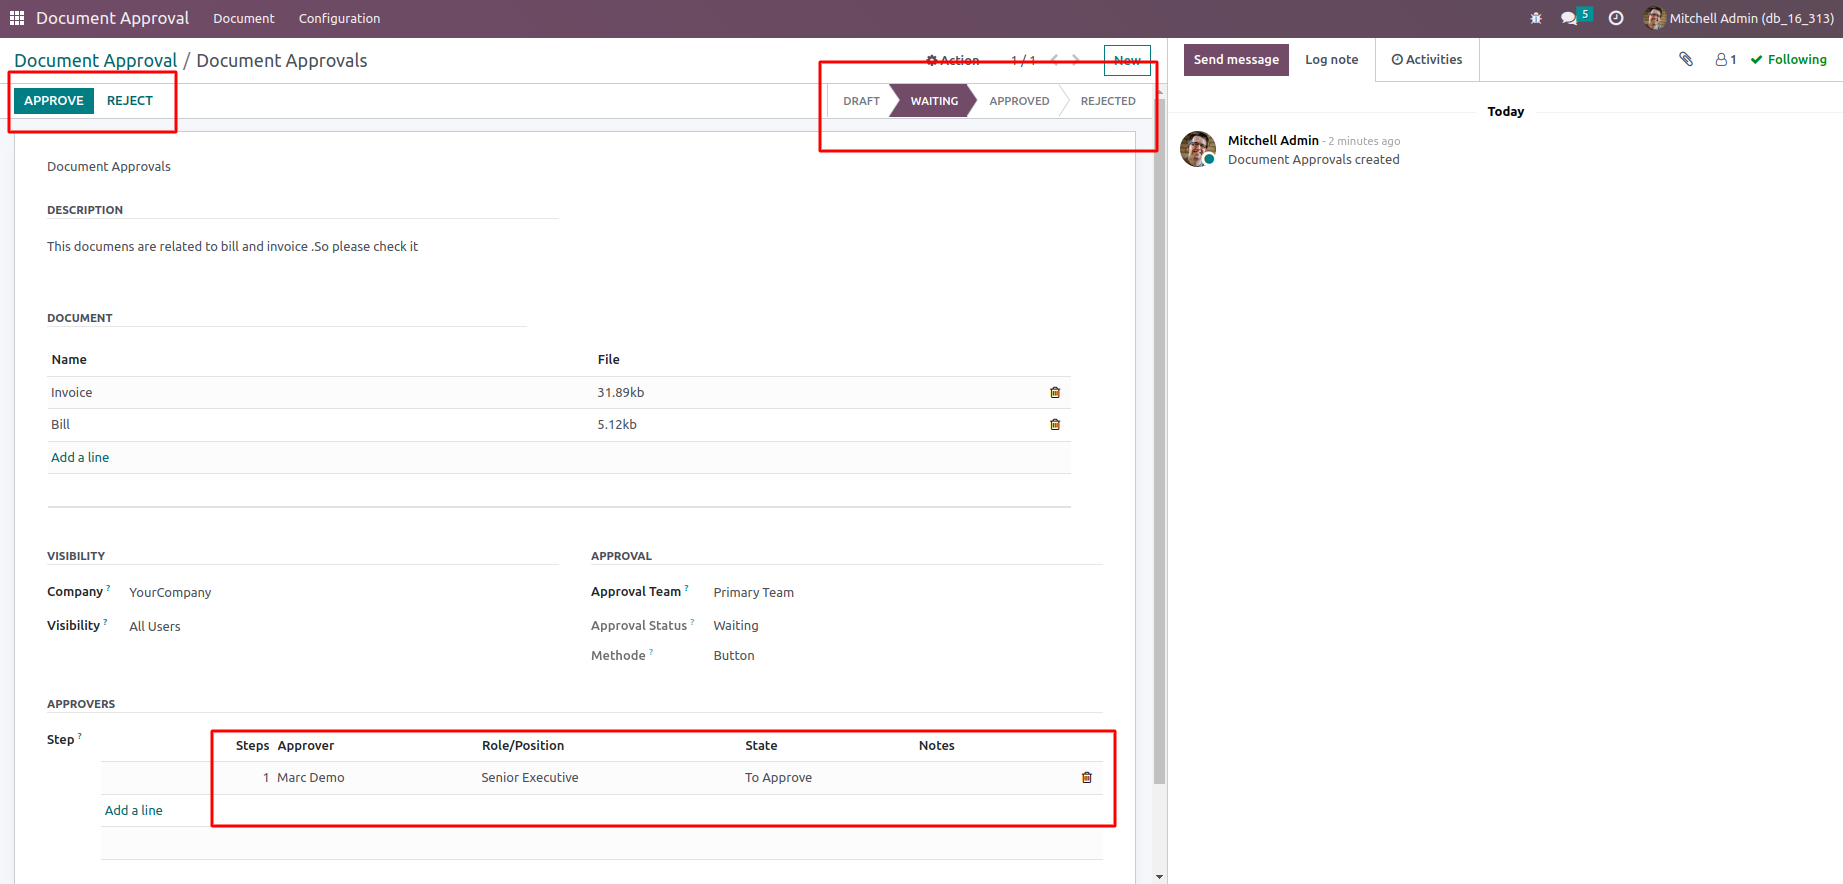 Document Approval Document Configuration 5 Mitchell Admin (db_16_313)
Document Approval / Document Approvals Action 1 / 1 New
APPROVE REJECT DRAFT WAITING APPROVED REJECTED
Document Approvals
DESCRIPTION
This documens are related to bill and invoice .So please check it
DOCUMENT
Name File
Invoice 31.89kb
Bill 5.12kb
Add a line
VISIBILITY
Company ? YourCompany
Visibility ? All Users
APPROVAL
Approval Team ? Primary Team
Approval Status ? Waiting
Methode ? Button
APPROVERS
Step ?
Steps Approver Role/Position State Notes
1 Marc Demo Senior Executive To Approve
Add a line
Send message Log note Activities 1 Following
Today
Mitchell Admin - 2 minutes ago
Document Approvals created